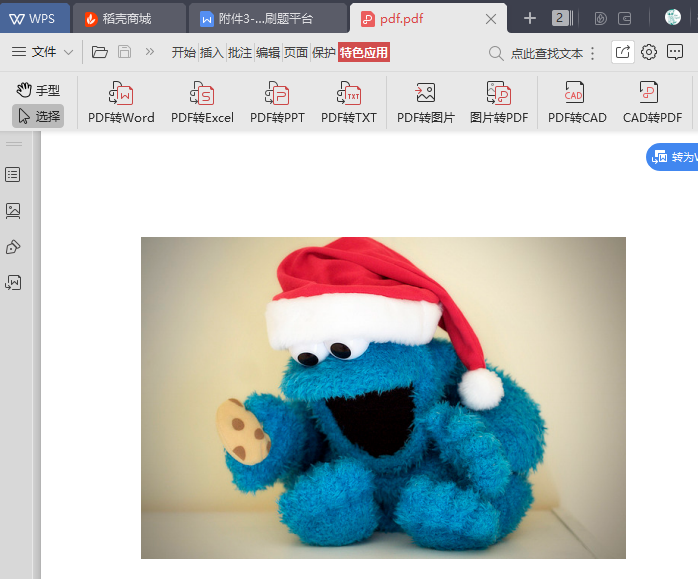 WPS 稻壳商城 附件3-...刷题平台 pdf.pdf 2
文件 开始 插入 批注 编辑 页面 保护 特色应用 点此查找文本
手型
选择
PDF转Word PDF转Excel PDF转PPT PDF转TXT PDF转图片 图片转PDF PDF转CAD CAD转PDF
转为